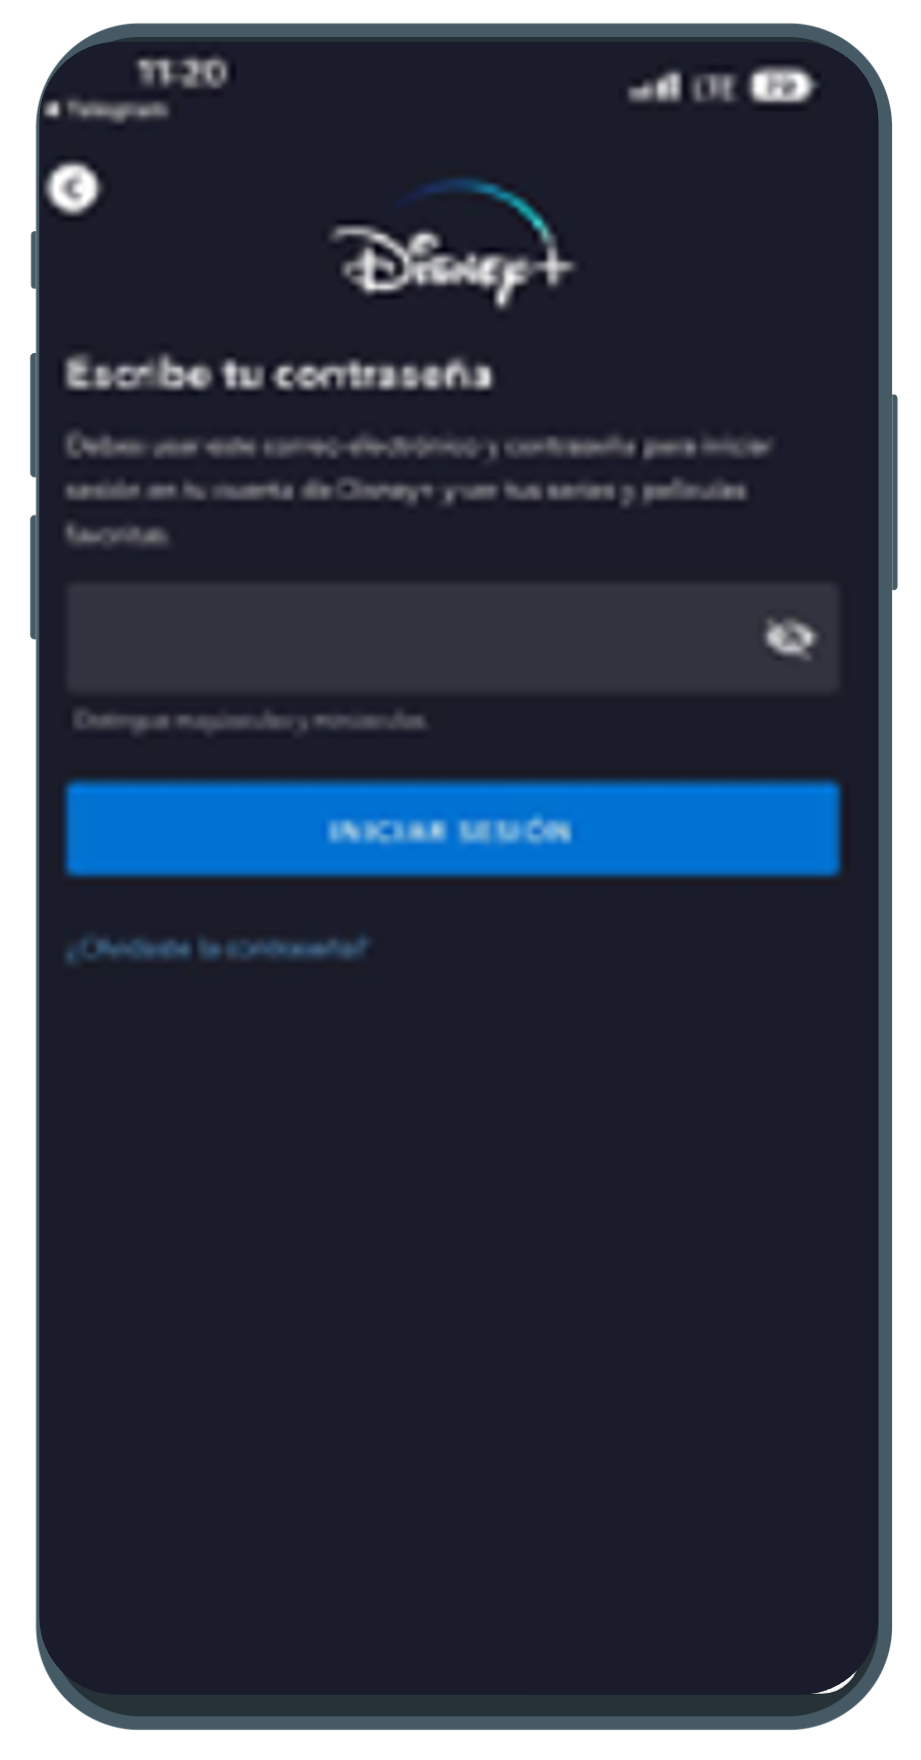 11:20
Telegram
LTE
Disney+
Escribe tu contraseña
Debes usar este correo electrónico y contraseña para iniciar
sesión en tu cuenta de Disney+ y ver tus series y películas
favoritas.
Distingue mayúsculas y minúsculas.
INICIAR SESIÓN
¿Olvidaste la contraseña?